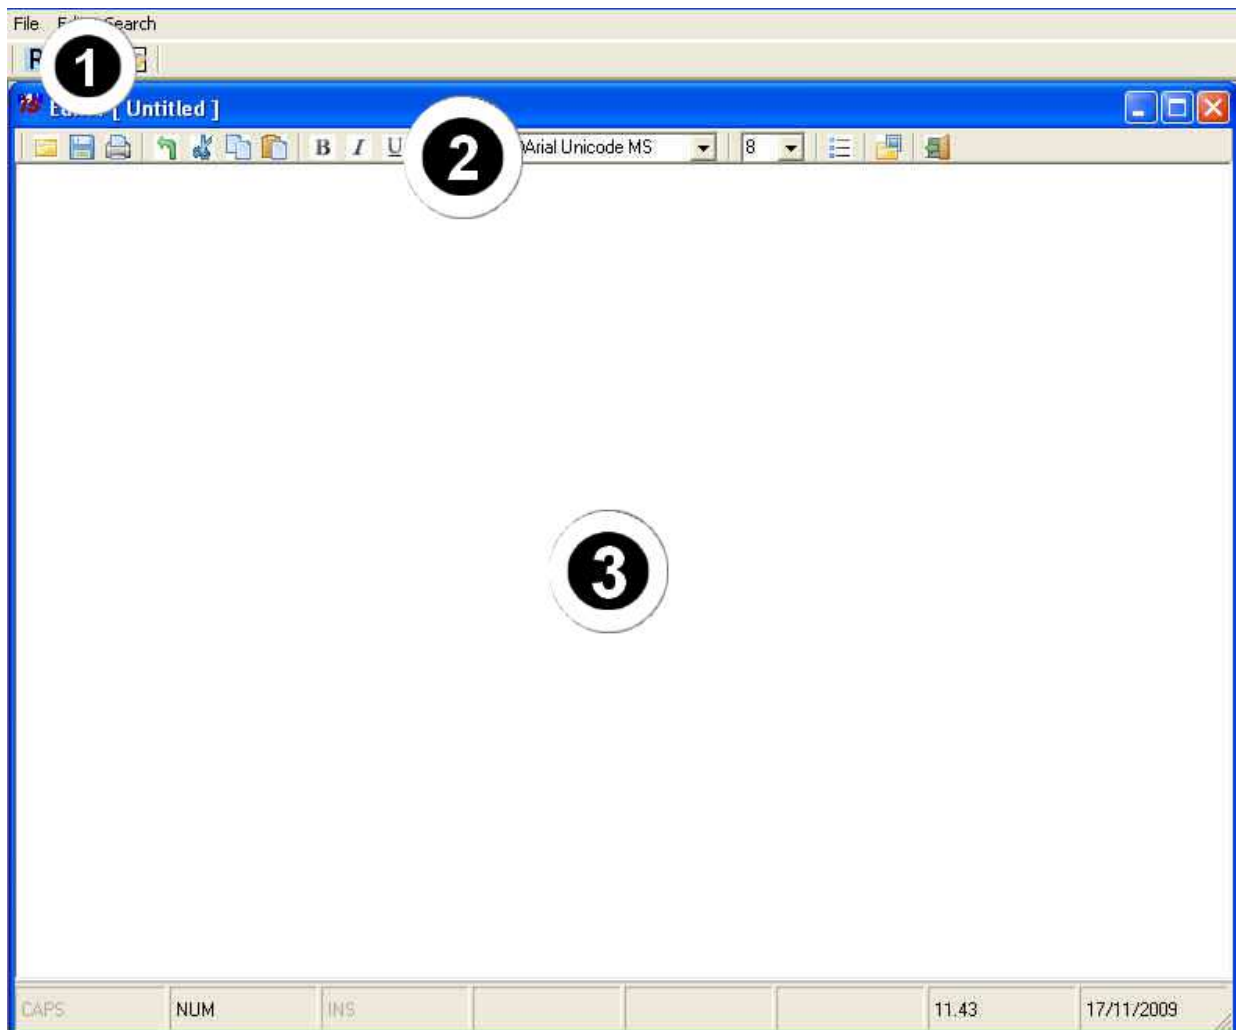 File Search
1
[ Untitled ]
B I U 2 Arial Unicode MS 8
3
CAPS NUM INS 11.43 17/11/2009